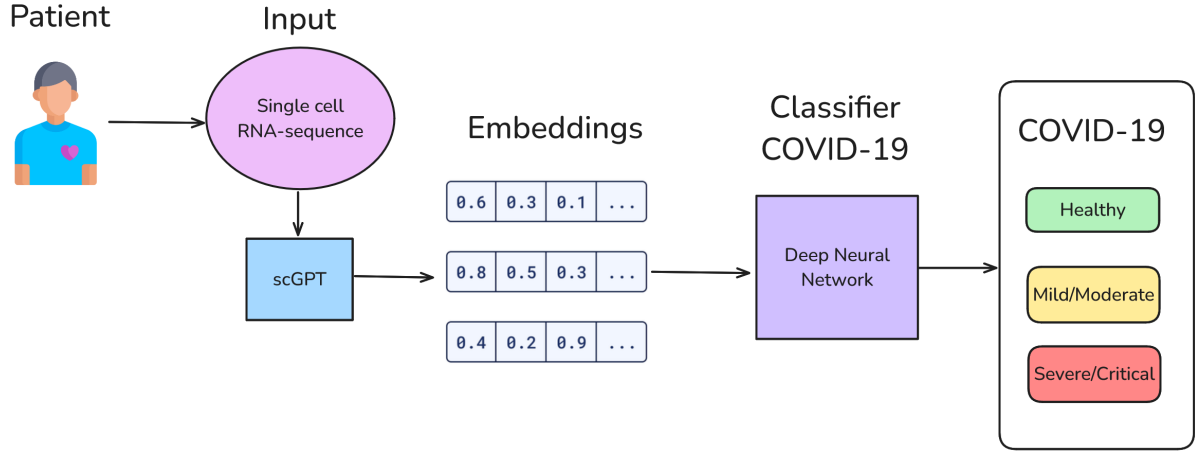 Patient
Input
Single cell
RNA-sequence
scGPT
Embeddings
0.6 0.3 0.1 ...
0.8 0.5 0.3 ...
0.4 0.2 0.9 ...
Classifier
COVID-19
Deep Neural
Network
COVID-19
Healthy
Mild/Moderate
Severe/Critical